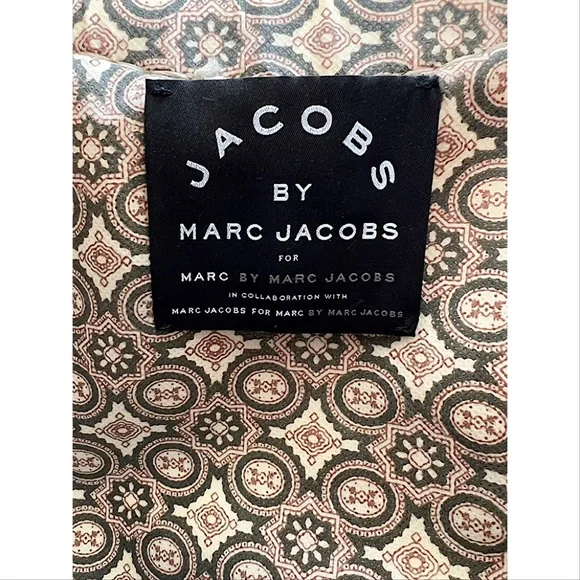 JACOBS
BY
MARC JACOBS
FOR
MARC BY MARC JACOBS
IN COLLABORATION WITH
MARC JACOBS FOR MARC BY MARC JACOBS